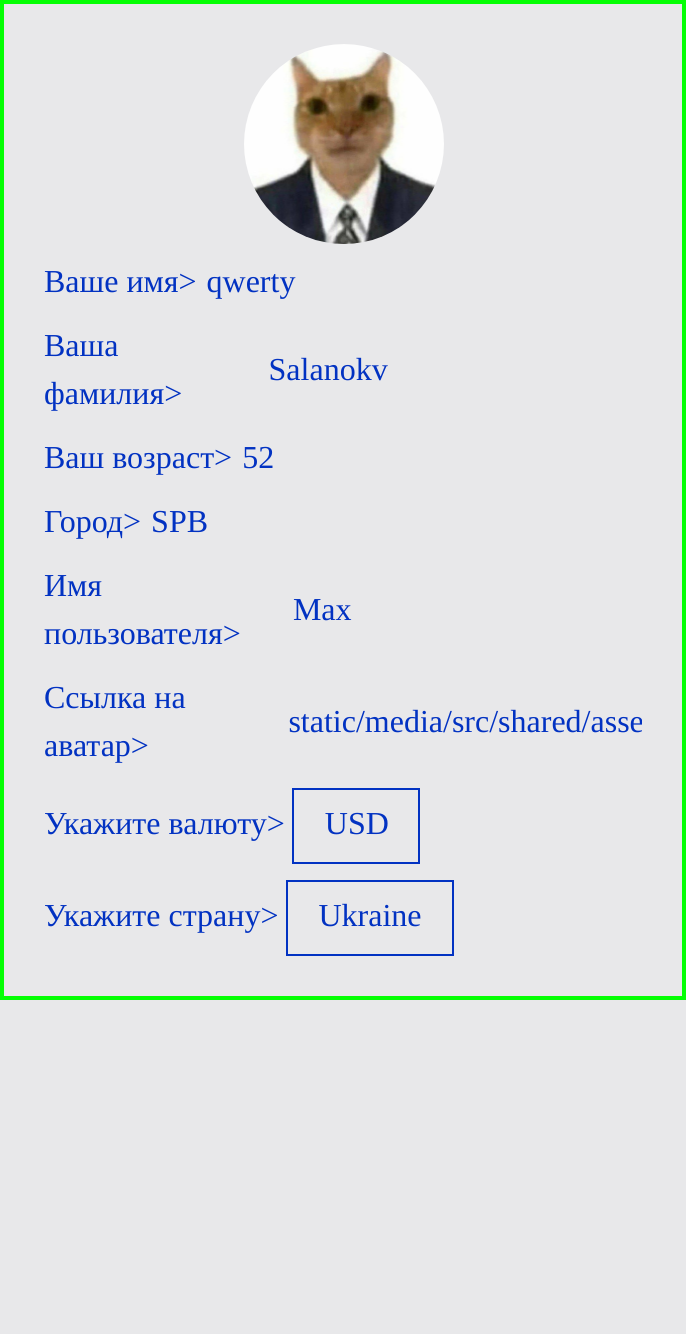 Ваше имя> qwerty
Ваша
фамилия>
Salanokv
Ваш возраст> 52
Город> SPB
Имя
пользователя>
Max
Ссылка на
аватар>
static/media/src/shared/asse
Укажите валюту> USD
Укажите страну> Ukraine